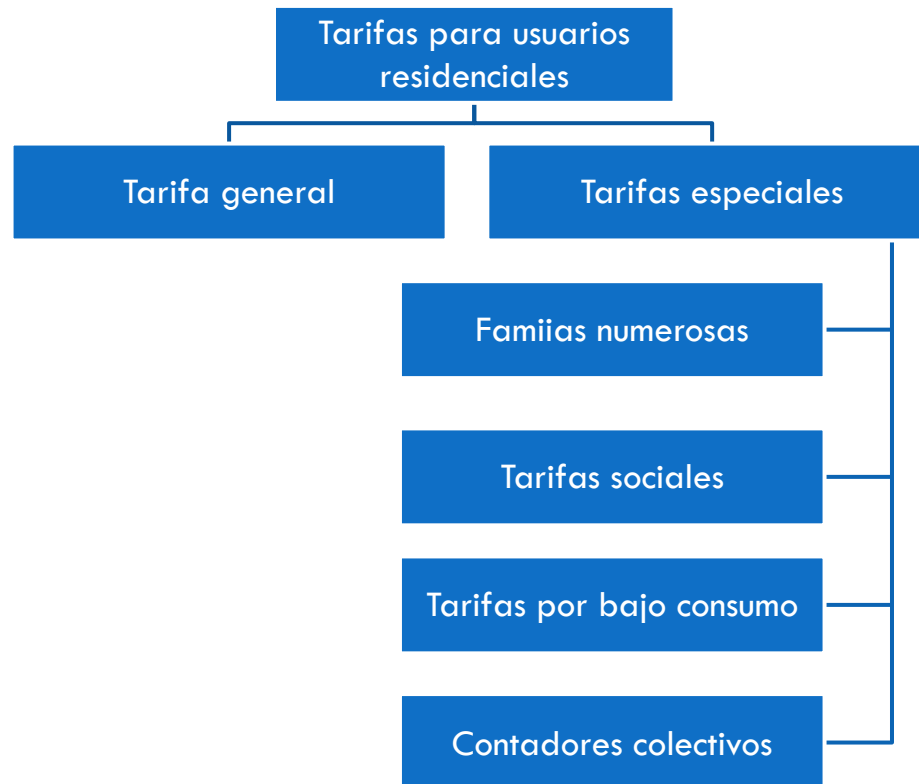 Tarifas para usuarios
residenciales
Tarifa general
Tarifas especiales
Famiias numerosas
Tarifas sociales
Tarifas por bajo consumo
Contadores colectivos